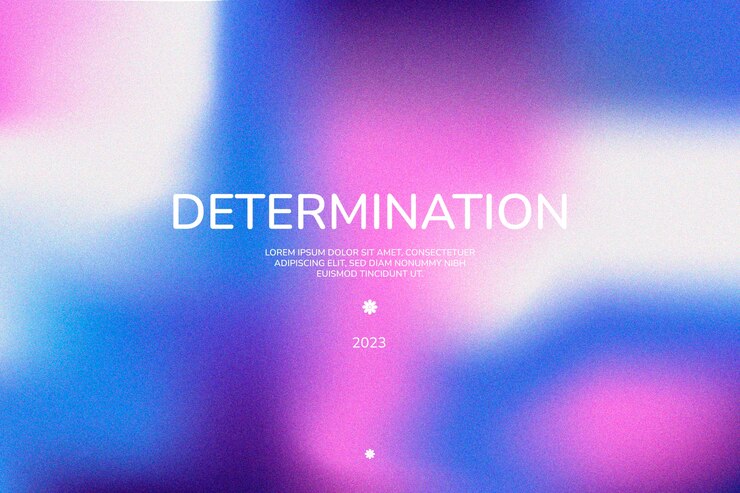 DETERMINATION
LOREM IPSUM DOLOR SIT AMET, CONSECTETUER
ADIPISCING ELIT, SED DIAM NONUMMY NIBH
EUISMOD TINCIDUNT UT.
2023